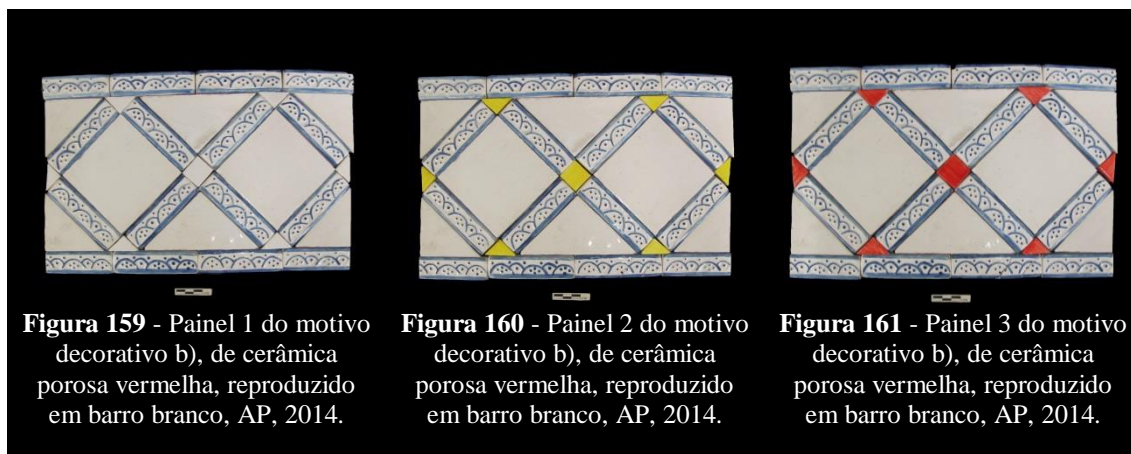 Figura 159 - Painel 1 do motivo
decorativo b), de cerâmica
porosa vermelha, reproduzido
em barro branco, AP, 2014.
Figura 160 - Painel 2 do motivo
decorativo b), de cerâmica
porosa vermelha, reproduzido
em barro branco, AP, 2014.
Figura 161 - Painel 3 do motivo
decorativo b), de cerâmica
porosa vermelha, reproduzido
em barro branco, AP, 2014.